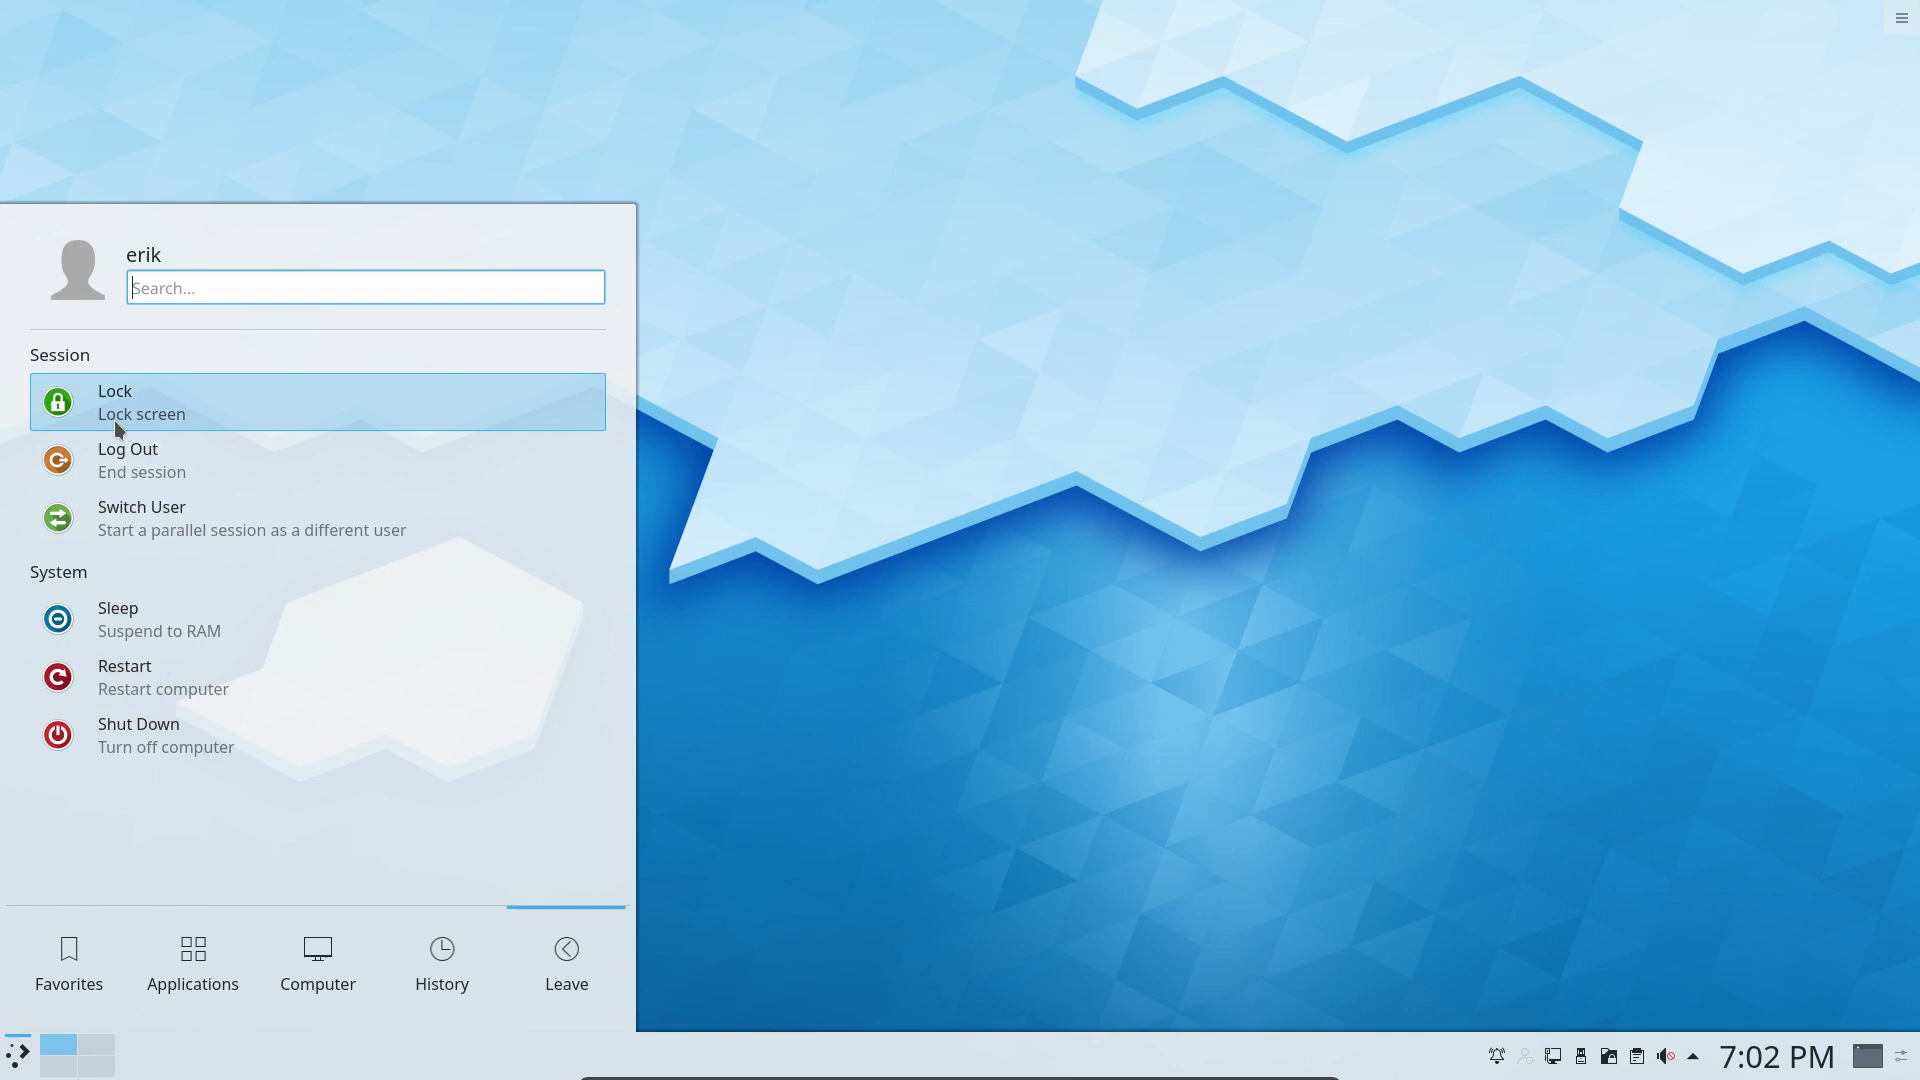 erik
Search...
Session
Lock
Lock screen
Log Out
End session
Switch User
Start a parallel session as a different user
System
Sleep
Suspend to RAM
Restart
Restart computer
Shut Down
Turn off computer
Favorites
Applications
Computer
History
Leave
7:02 PM